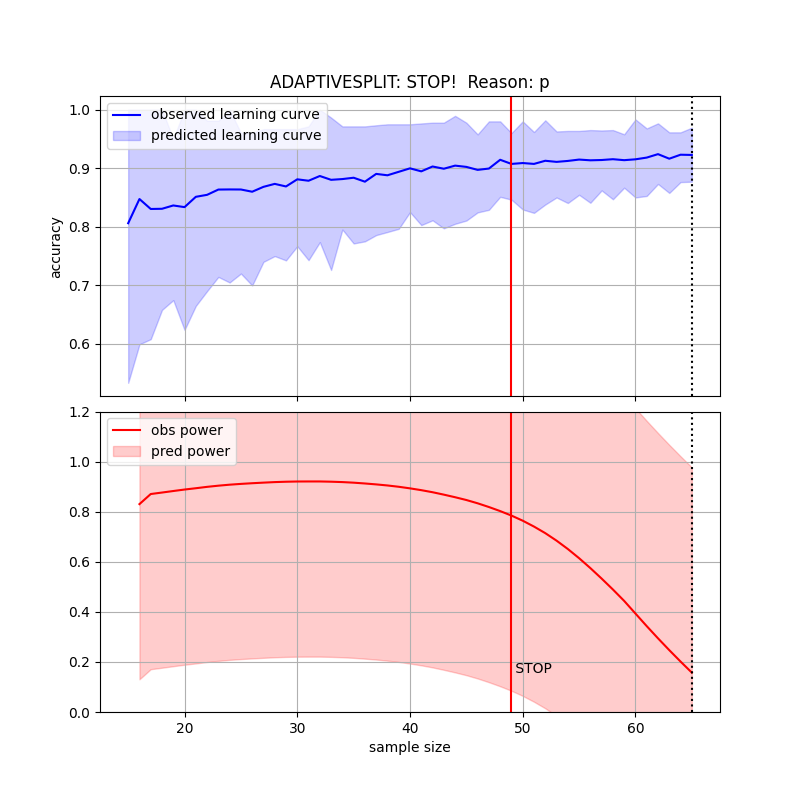 ADAPTIVESPLIT: STOP!  Reason: p
observed learning curve
predicted learning curve
accuracy
1.0
0.9
0.8
0.7
0.6
obs power
pred power
1.2
1.0
0.8
0.6
0.4
0.2
0.0
STOP
20 30 40 50 60
sample size